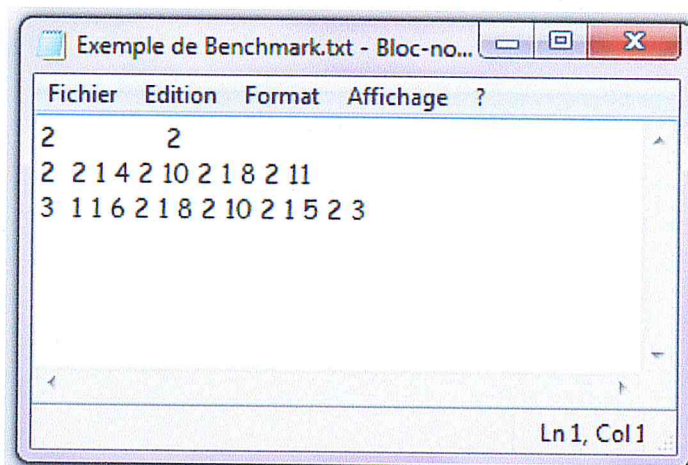 Exemple de Benchmark.txt - Bloc-no...
Fichier Edition Format Affichage ?
2 2
2 2 1 4 2 10 2 1 8 2 11
3 1 1 6 2 1 8 2 10 2 1 5 2 3
Ln 1, Col 1